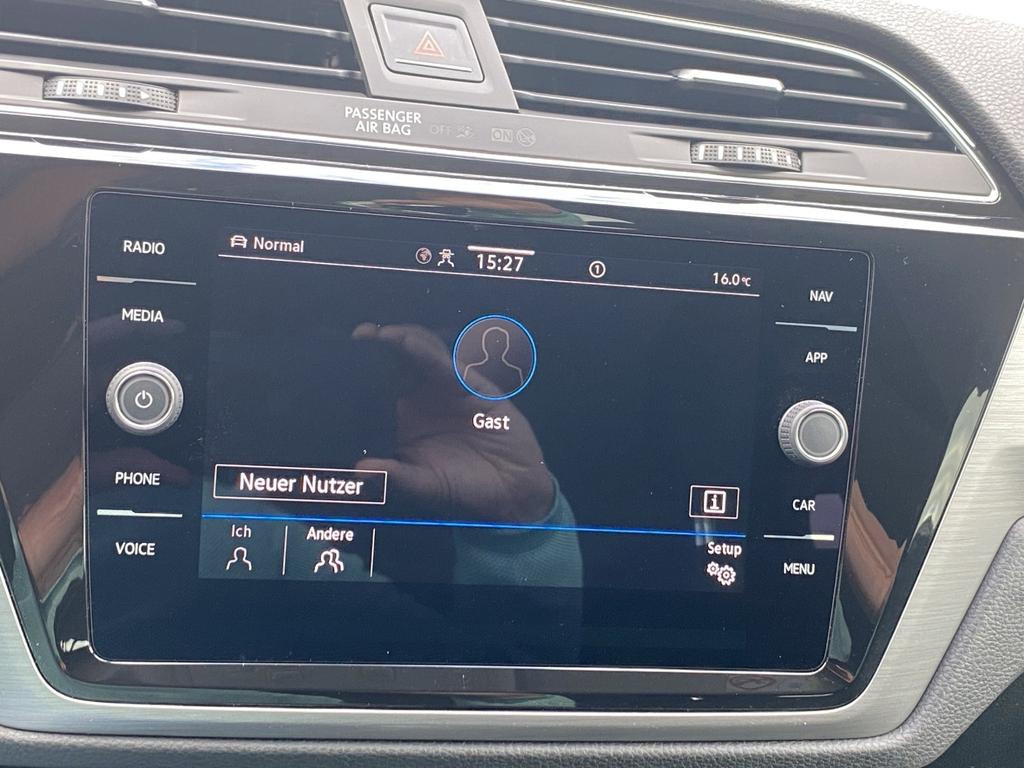 PASSENGER
AIR BAG OFF ON
RADIO
MEDIA
PHONE
VOICE
Normal
15:27
1
16.0°C
Gast
Neuer Nutzer
i
Ich
Andere
Setup
NAV
APP
CAR
MENU